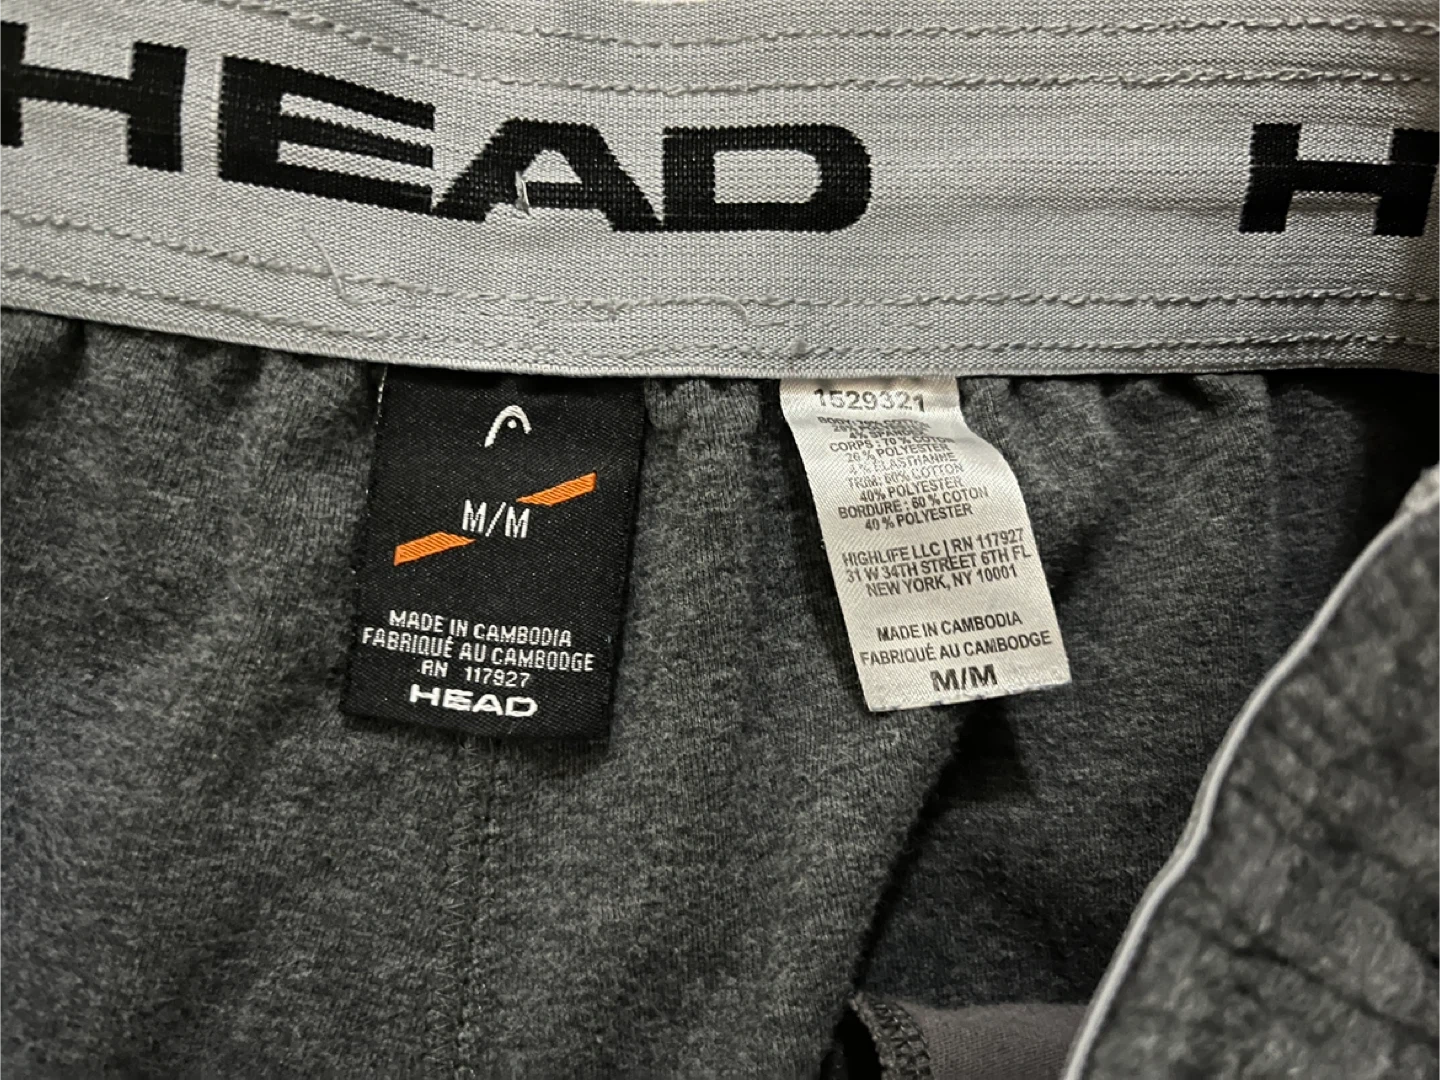 HEAD
H
M/M
MADE IN CAMBODIA
FABRIQUÉ AU CAMBODGE
RN 117927
HEAD
1529321
4% SPANDEX
CORPS : 70 % COTON
26 % POLYESTER
4 % ELASTHANNE
TRIM: 60% COTTON
40% POLYESTER
BORDURE : 60 % COTON
40 % POLYESTER
HIGHLIFE LLC | RN 117927
31 W 34TH STREET 6TH FL
NEW YORK, NY 10001
MADE IN CAMBODIA
FABRIQUÉ AU CAMBODGE
M/M